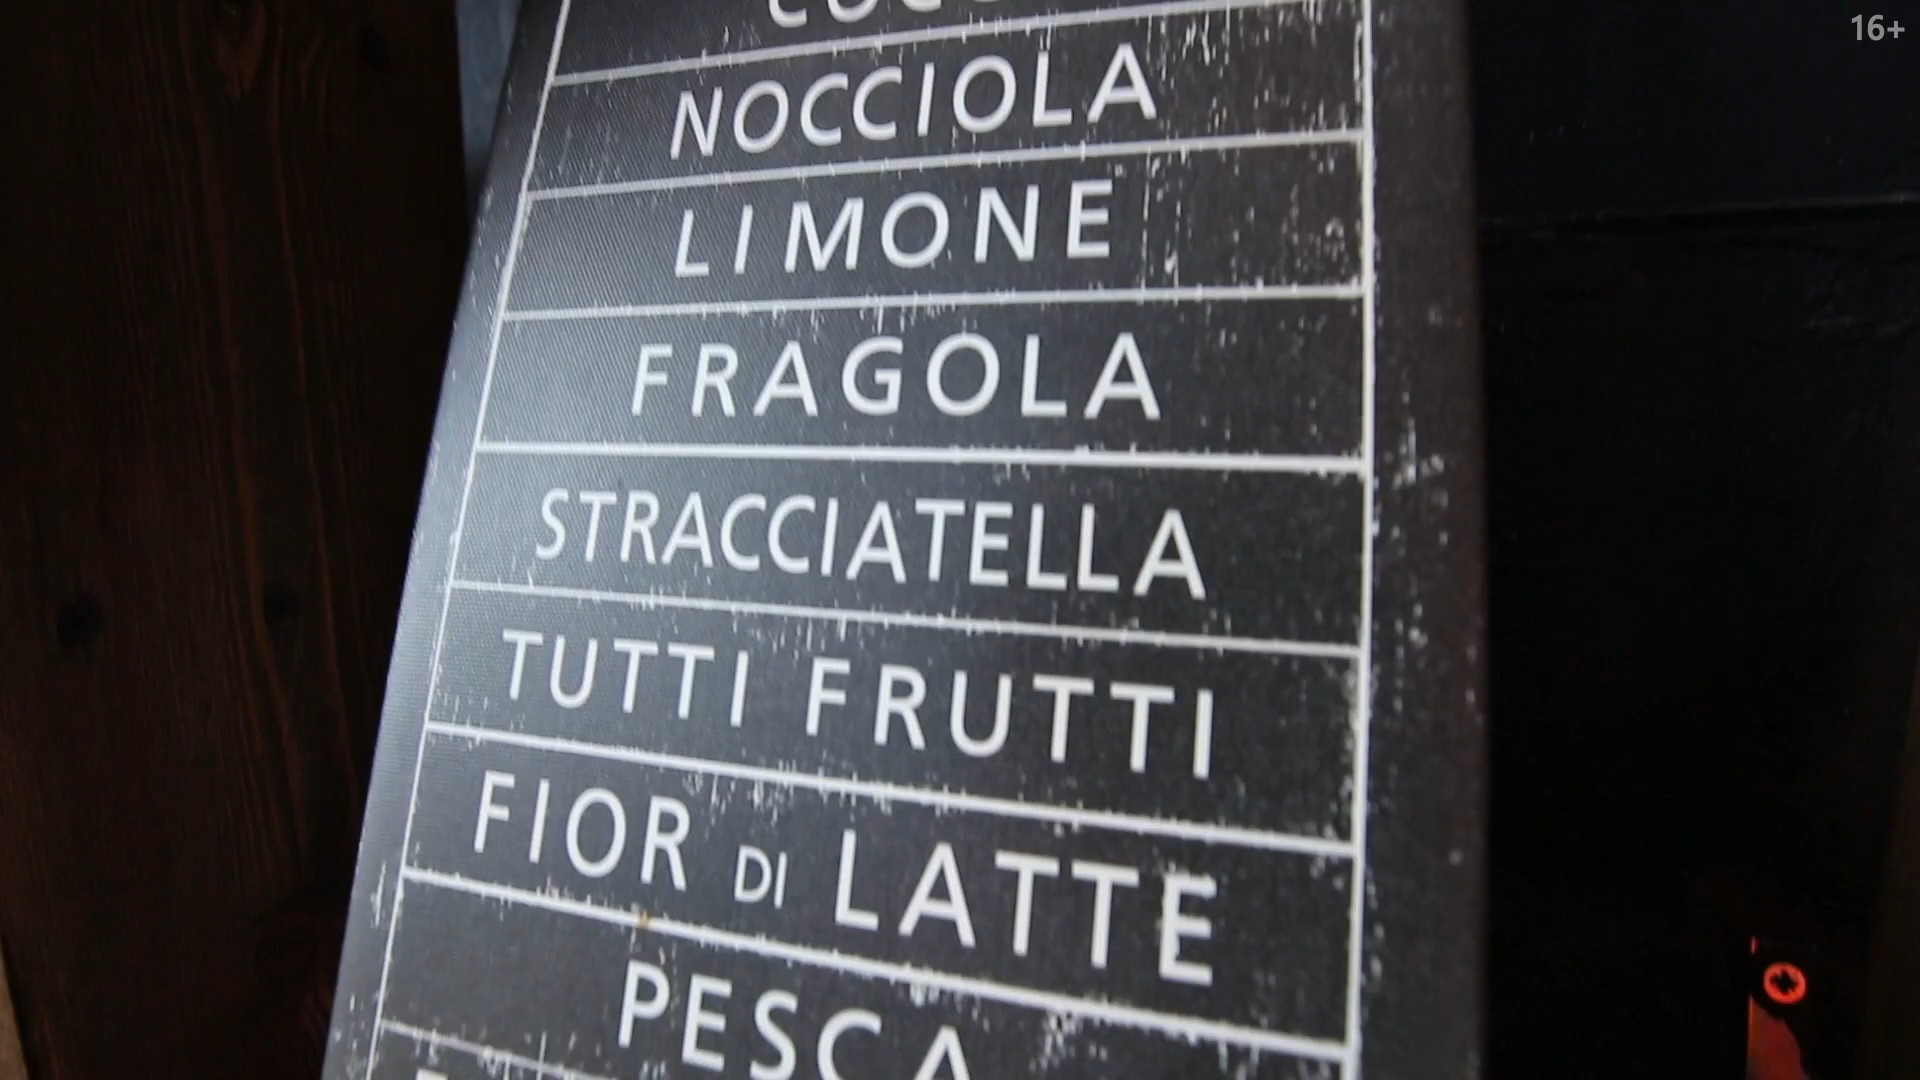 16+
NOCCIOLA
LIMONE
FRAGOLA
STRACCIATELLA
TUTTI FRUTTI
FIOR DI LATTE
PESCA